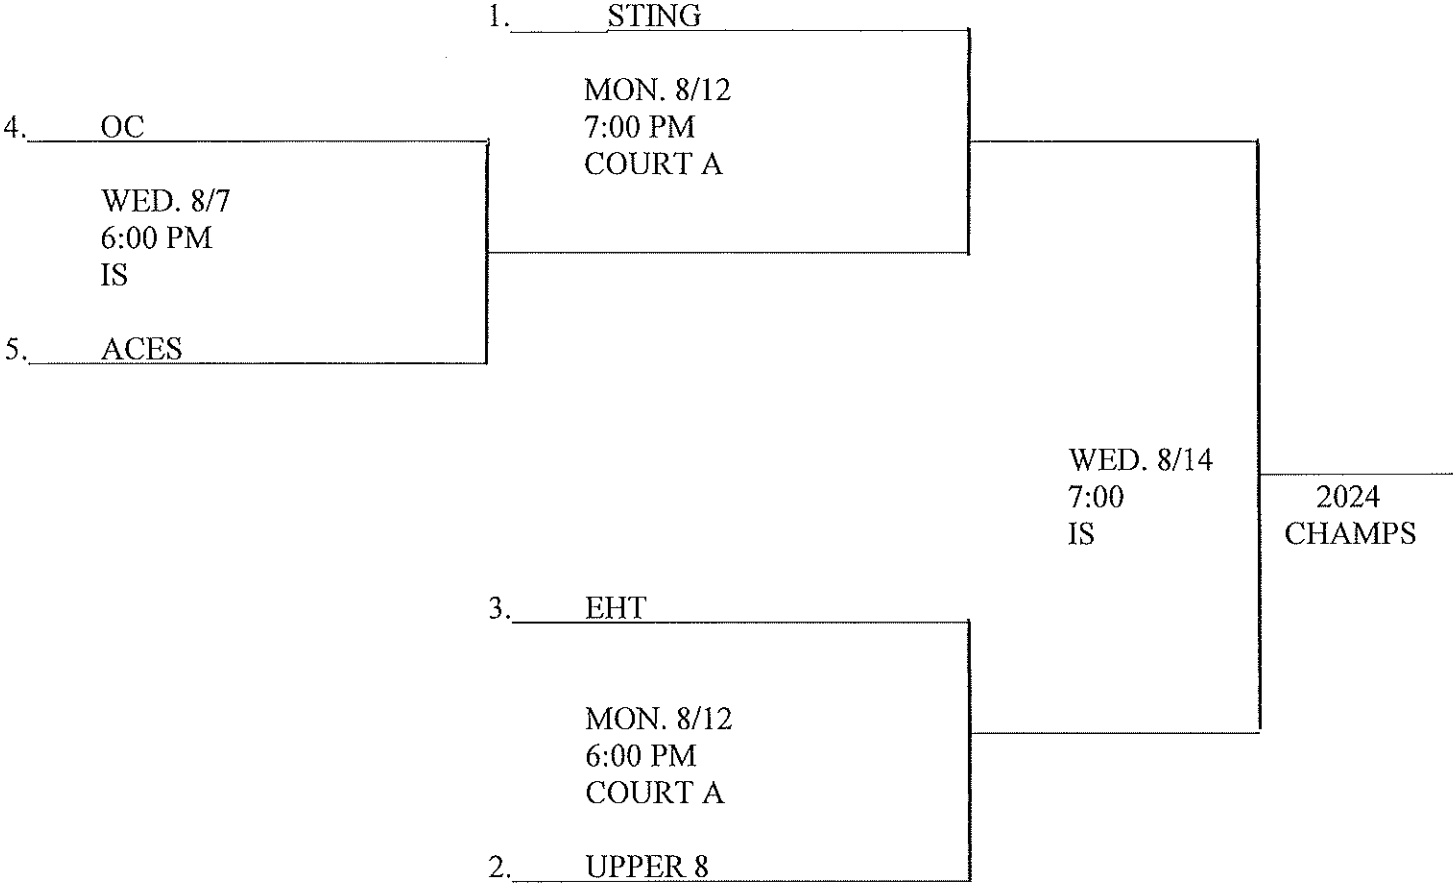 1. STING
MON. 8/12
7:00 PM
COURT A
4. OC
WED. 8/7
6:00 PM
IS
5. ACES
WED. 8/14
7:00
IS
2024
CHAMPS
3. EHT
MON. 8/12
6:00 PM
COURT A
2. UPPER 8